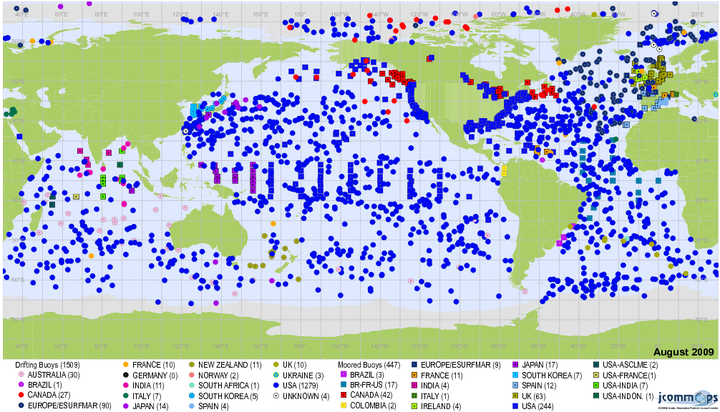 August 2009
Drifting Buoys (1509)
AUSTRALIA (30)
BRAZIL (1)
CANADA (27)
EUROPE/ESURFMAR (90)
FRANCE (10)
GERMANY (0)
INDIA (11)
ITALY (7)
JAPAN (14)
NEW ZEALAND (11)
NORWAY (2)
SOUTH AFRICA (1)
SOUTH KOREA (5)
SPAIN (4)
UK (10)
UKRAINE (3)
USA (1279)
UNKNOWN (4)
Moored Buoys (447)
BRAZIL (3)
BR-FR-US (17)
CANADA (42)
COLOMBIA (2)
EUROPE/ESURFMAR (9)
FRANCE (11)
INDIA (4)
ITALY (1)
IRELAND (4)
JAPAN (17)
SOUTH KOREA (7)
SPAIN (12)
UK (63)
USA (244)
USA-ASCLME (2)
USA-FRANCE(1)
USA-INDIA (7)
USA-INDON. (1)
jcommops